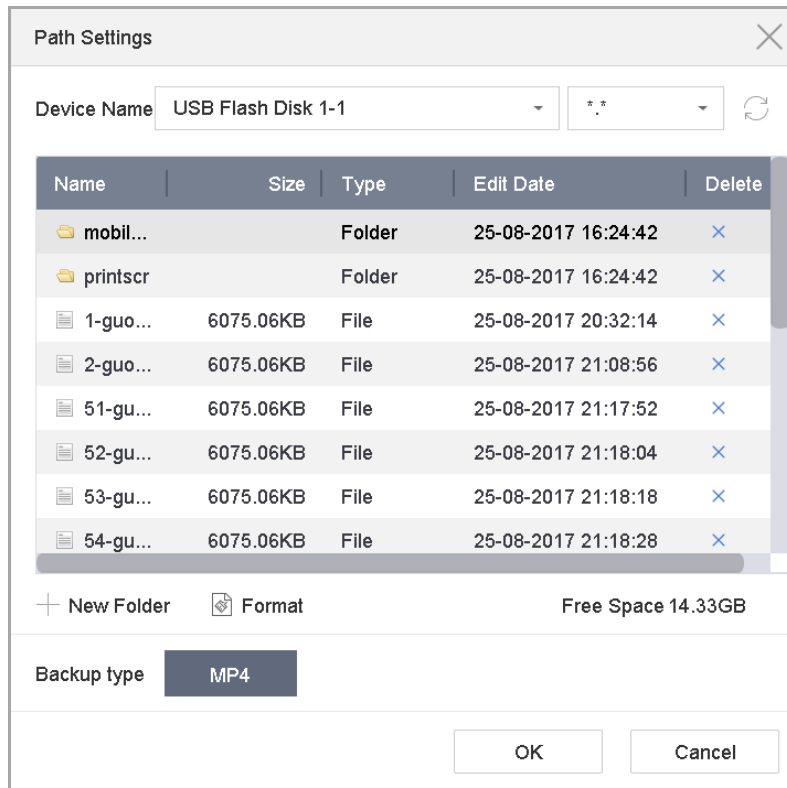 Path Settings
Device Name USB Flash Disk 1-1 *.*
Name Size Type Edit Date Delete
mobil... Folder 25-08-2017 16:24:42
printscr Folder 25-08-2017 16:24:42
1-guo... 6075.06KB File 25-08-2017 20:32:14
2-guo... 6075.06KB File 25-08-2017 21:08:56
51-gu... 6075.06KB File 25-08-2017 21:17:52
52-gu... 6075.06KB File 25-08-2017 21:18:04
53-gu... 6075.06KB File 25-08-2017 21:18:18
54-gu... 6075.06KB File 25-08-2017 21:18:28
New Folder Format Free Space 14.33GB
Backup type MP4
OK Cancel